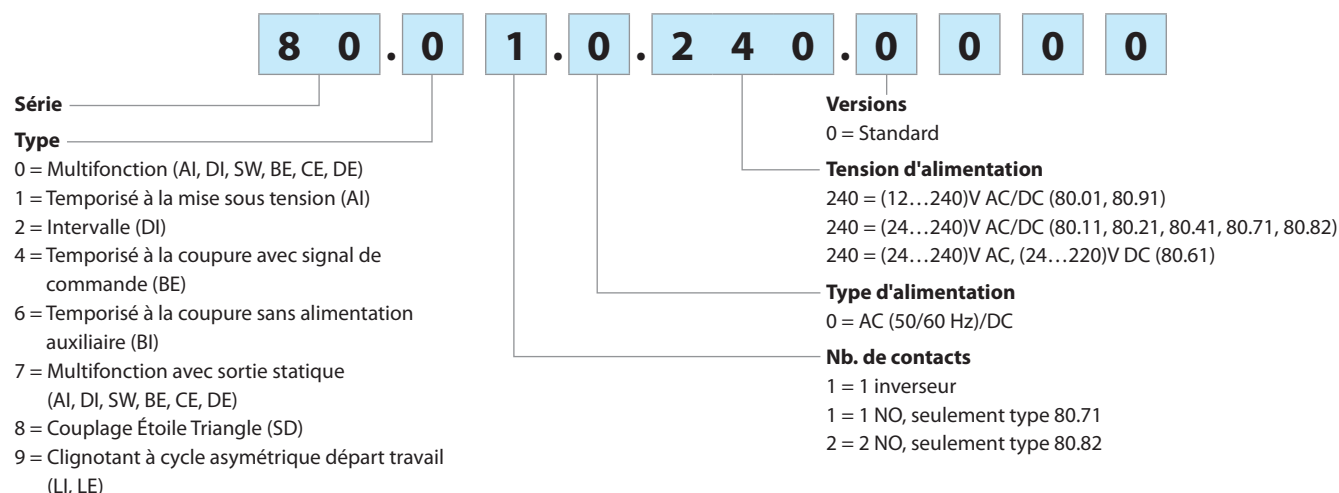 8 0 . 0 1 . 0 . 2 4 0 . 0 0 0 0
Série
Type
0 = Multifonction (AI, DI, SW, BE, CE, DE)
1 = Temporisé à la mise sous tension (AI)
2 = Intervalle (DI)
4 = Temporisé à la coupure avec signal de
commande (BE)
6 = Temporisé à la coupure sans alimentation
auxiliaire (BI)
7 = Multifonction avec sortie statique
(AI, DI, SW, BE, CE, DE)
8 = Couplage Étoile Triangle (SD)
9 = Clignotant à cycle asymétrique départ travail
(LI, LE)
Versions
0 = Standard
Tension d'alimentation
240 = (12…240)V AC/DC (80.01, 80.91)
240 = (24…240)V AC/DC (80.11, 80.21, 80.41, 80.71, 80.82)
240 = (24…240)V AC, (24…220)V DC (80.61)
Type d'alimentation
0 = AC (50/60 Hz)/DC
Nb. de contacts
1 = 1 inverseur
1 = 1 NO, seulement type 80.71
2 = 2 NO, seulement type 80.82